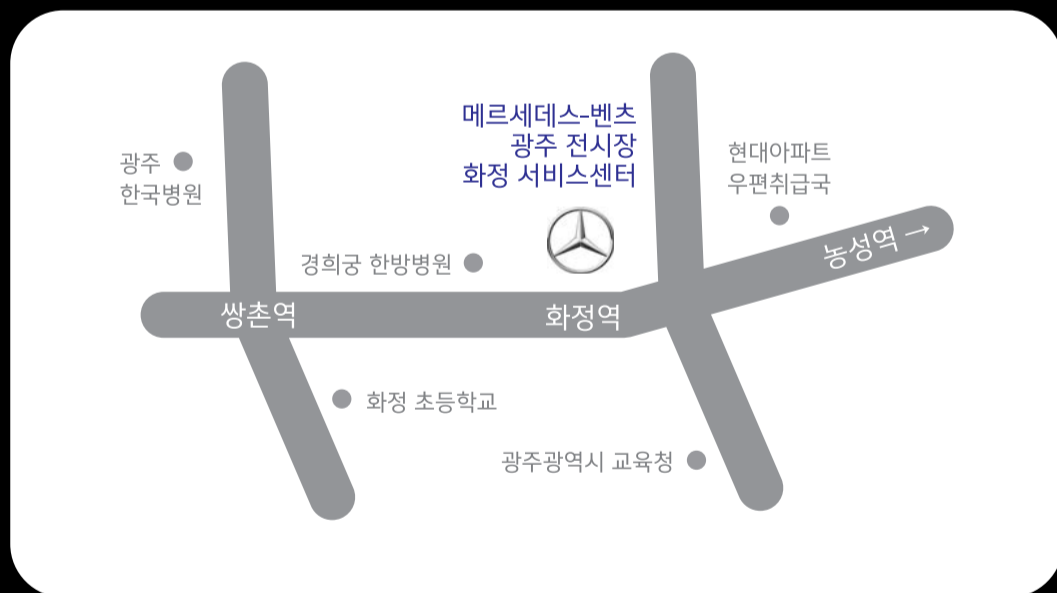 메르세데스-벤츠
광주 전시장
화정 서비스센터
광주
한국병원
현대아파트
우편취급국
경희궁 한방병원
농성역 →
쌍촌역
화정역
화정 초등학교
광주광역시 교육청